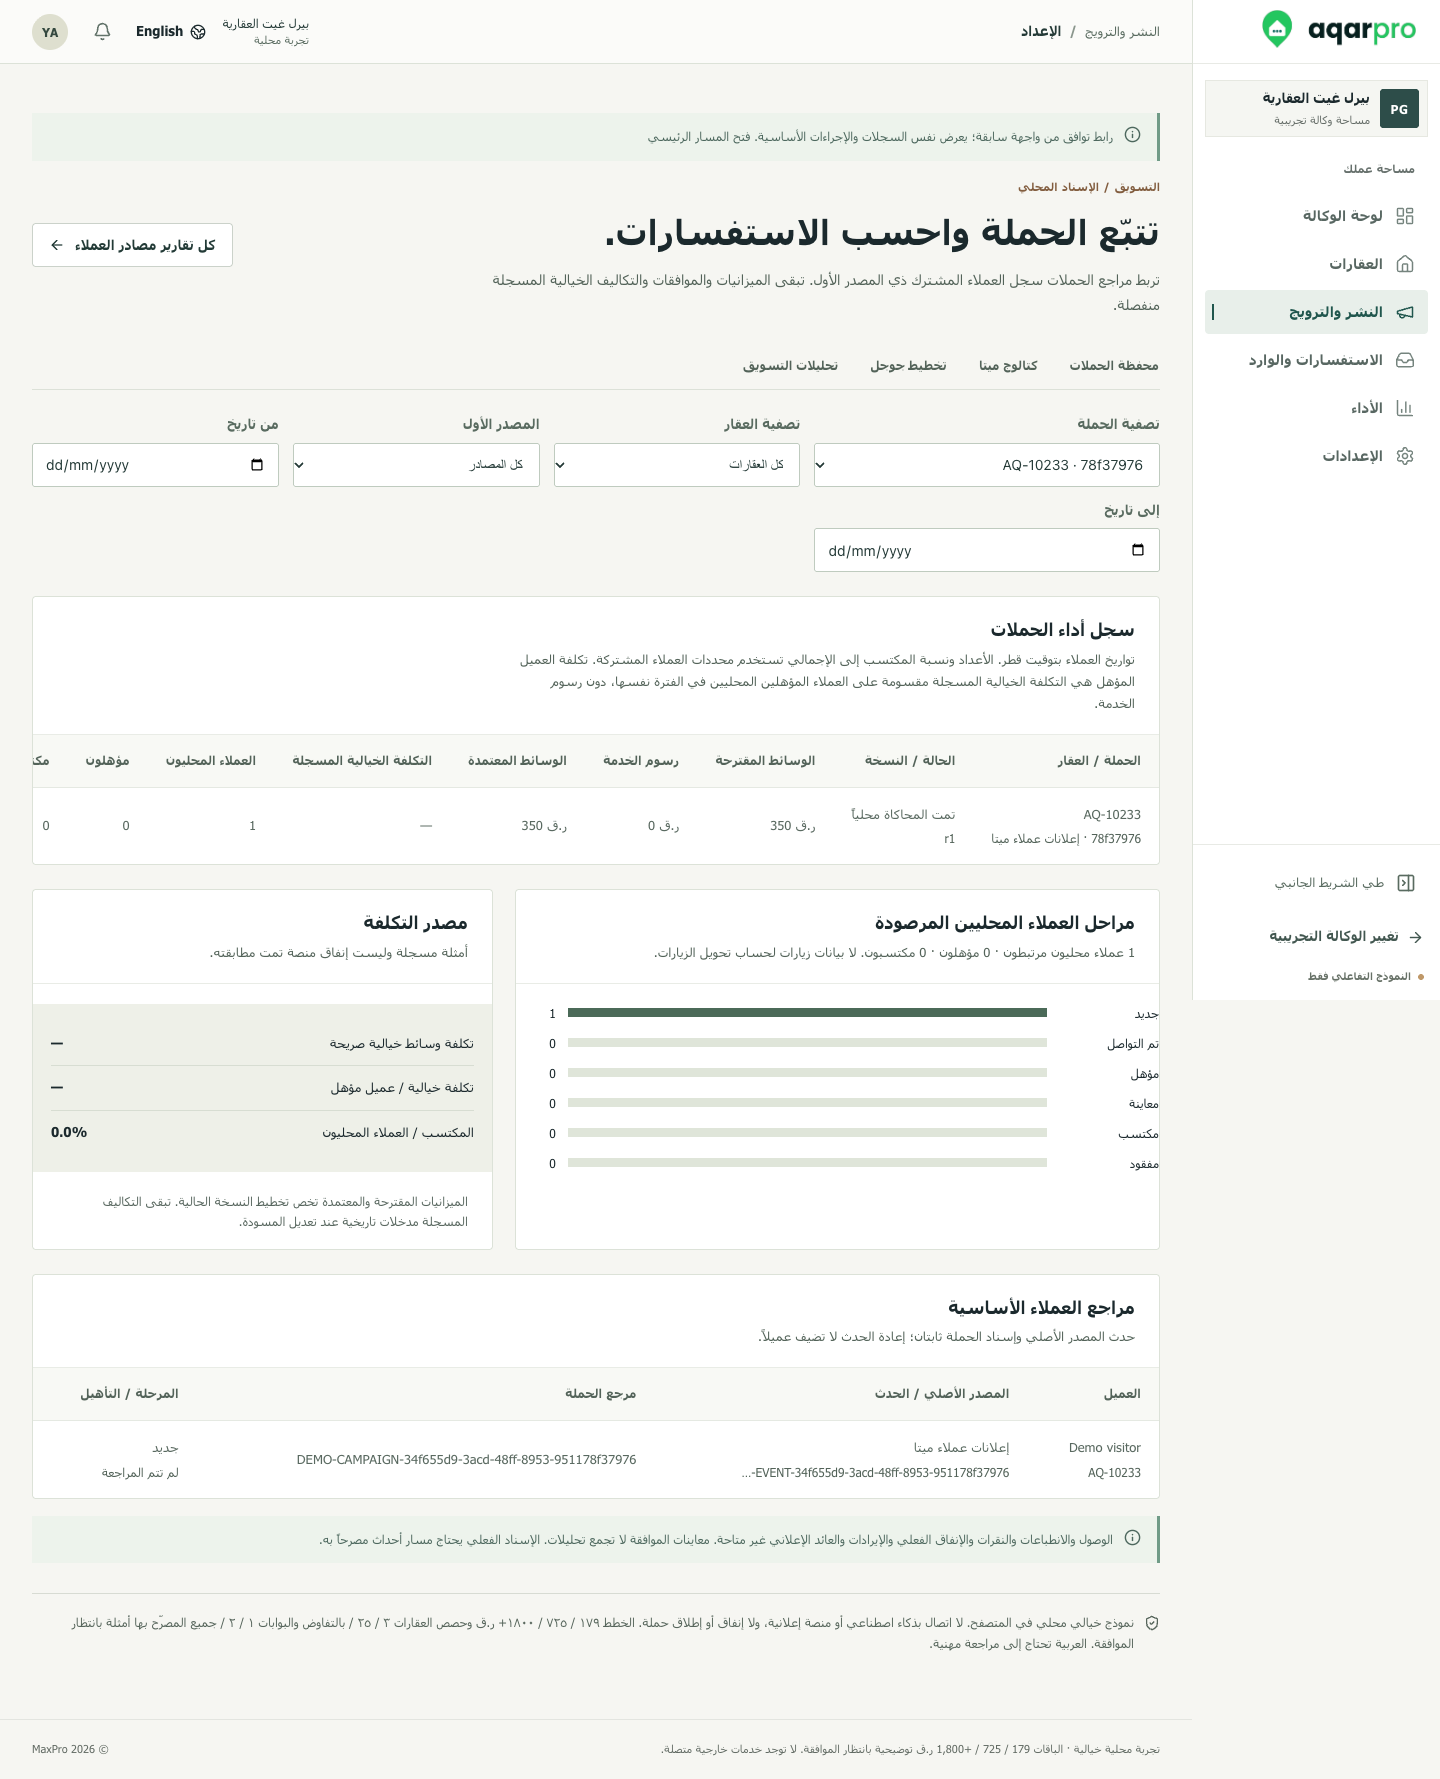 aqarpro
PG
بيرل غيت العقارية
مساحة وكالة تجريبية
مساحة عملك
لوحة الوكالة
العقارات
النشر والترويج
الاستفسارات والوارد
الأداء
الإعدادات
طي الشريط الجانبي
تغيير الوكالة التجريبية
النموذج التفاعلي فقط
النشر والترويج / الإعداد
بيرل غيت العقارية
تجربة محلية
English
YA
رابط توافق من واجهة سابقة؛ يعرض نفس السجلات والإجراءات الأساسية. فتح المسار الرئيسي
التسويق / الإسناد المحلي
تتبّع الحملة واحسب الاستفسارات.
تربط مراجع الحملات سجل العملاء المشترك ذي المصدر الأول. تبقى الميزانيات والموافقات والتكاليف الخيالية المسجلة
منفصلة.
كل تقارير مصادر العملاء
محفظة الحملات
كتالوج ميتا
تخطيط جوجل
تحليلات التسويق
تصفية الحملة
تصفية العقار
المصدر الأول
من تاريخ
AQ-10233 · 78f37976
كل العقارات
كل المصادر
dd/mm/yyyy
إلى تاريخ
dd/mm/yyyy
سجل أداء الحملات
تواريخ العملاء بتوقيت قطر. الأعداد ونسبة المكتسب إلى الإجمالي تستخدم محددات العملاء المشتركة. تكلفة العميل
المؤهل هي التكلفة الخيالية المسجلة مقسومة على العملاء المؤهلين المحليين في الفترة نفسها، دون رسوم
الخدمة.
الحملة / العقار
الحالة / النسخة
الوسائط المقترحة
رسوم الخدمة
الوسائط المعتمدة
التكلفة الخيالية المسجلة
العملاء المحليون
مؤهلون
AQ-10233
78f37976 · إعلانات عملاء ميتا
تمت المحاكاة محلياً
r1
ر.ق 350
ر.ق 0
ر.ق 350
—
1
0
0
مراحل العملاء المحليين المرصودة
1 عملاء محليون مرتبطون · 0 مؤهلون · 0 مكتسبون. لا بيانات زيارات لحساب تحويل الزيارات.
جديد 1
تم التواصل 0
مؤهل 0
معاينة 0
مكتسب 0
مفقود 0
مصدر التكلفة
أمثلة مسجلة وليست إنفاق منصة تمت مطابقته.
تكلفة وسائط خيالية صريحة —
تكلفة خيالية / عميل مؤهل —
المكتسب / العملاء المحليون 0.0%
الميزانيات المقترحة والمعتمدة تخص تخطيط النسخة الحالية. تبقى التكاليف
المسجلة مدخلات تاريخية عند تعديل المسودة.
مراجع العملاء الأساسية
حدث المصدر الأصلي وإسناد الحملة ثابتان؛ إعادة الحدث لا تضيف عميلاً.
العميل
المصدر الأصلي / الحدث
مرجع الحملة
المرحلة / التأهيل
Demo visitor
AQ-10233
إعلانات عملاء ميتا
...-EVENT-34f655d9-3acd-48ff-8953-951178f37976
DEMO-CAMPAIGN-34f655d9-3acd-48ff-8953-951178f37976
جديد
لم تتم المراجعة
الوصول والانطباعات والنقرات والإنفاق الفعلي والإيرادات والعائد الإعلاني غير متاحة. معاينات الموافقة لا تجمع تحليلات. الإسناد الفعلي يحتاج مسار أحداث مصرحاً به.
نموذج خيالي محلي في المتصفح. لا اتصال بذكاء اصطناعي أو منصة إعلانية، ولا إنفاق أو إطلاق حملة. الخطط ١٧٩ / ٧٢٥ / ١٨٠٠+ ر.ق وحصص العقارات ٣ / ٢٥ / بالتفاوض والبوابات ١ / ٢ / جميع المصرّح بها أمثلة بانتظار
الموافقة. العربية تحتاج إلى مراجعة مهنية.
تجربة محلية خيالية · الباقات 179 / 725 / 1,800+ ر.ق توضيحية بانتظار الموافقة. لا توجد خدمات خارجية متصلة.
© 2026 MaxPro